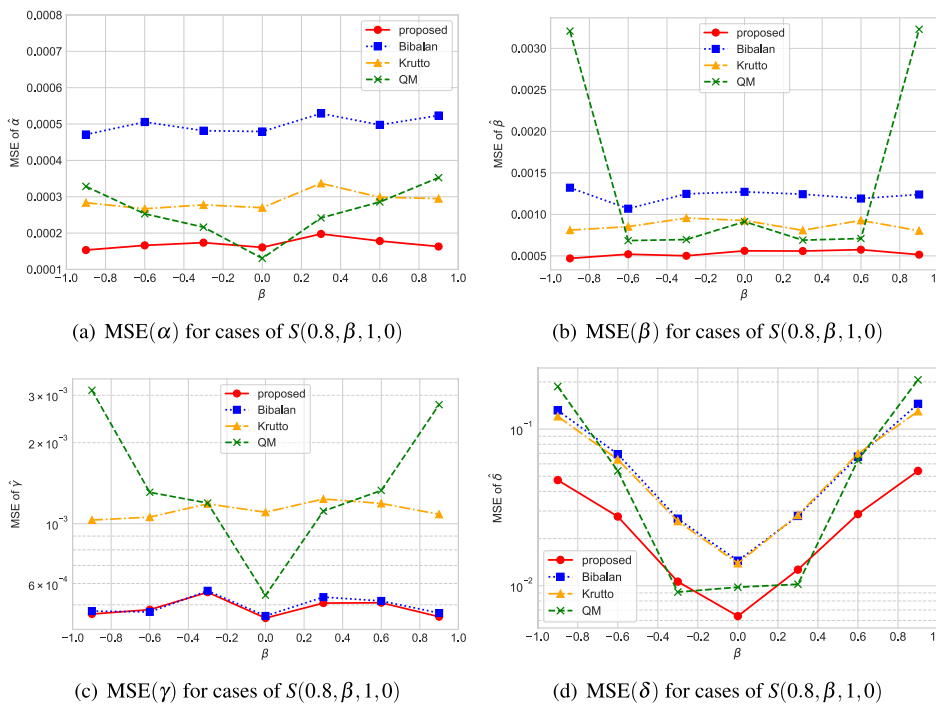 0.0008
0.0007
0.0006
0.0005
0.0004
0.0003
0.0002
0.0001
MSE of α̂
proposed
Bibalan
Krutto
QM
−1.0 −0.8 −0.6 −0.4 −0.2 0.0 0.2 0.4 0.6 0.8 1.0
β
(a) MSE(α) for cases of S(0.8, β, 1, 0)
0.0030
0.0025
0.0020
0.0015
0.0010
0.0005
MSE of β̂
proposed
Bibalan
Krutto
QM
−1.0 −0.8 −0.6 −0.4 −0.2 0.0 0.2 0.4 0.6 0.8 1.0
β
(b) MSE(β) for cases of S(0.8, β, 1, 0)
3 × 10⁻³
2 × 10⁻³
10⁻³
6 × 10⁻⁴
MSE of γ̂
proposed
Bibalan
Krutto
QM
−1.0 −0.8 −0.6 −0.4 −0.2 0.0 0.2 0.4 0.6 0.8 1.0
β
(c) MSE(γ) for cases of S(0.8, β, 1, 0)
10⁻¹
10⁻²
MSE of δ̂
proposed
Bibalan
Krutto
QM
−1.0 −0.8 −0.6 −0.4 −0.2 0.0 0.2 0.4 0.6 0.8 1.0
β
(d) MSE(δ) for cases of S(0.8, β, 1, 0)